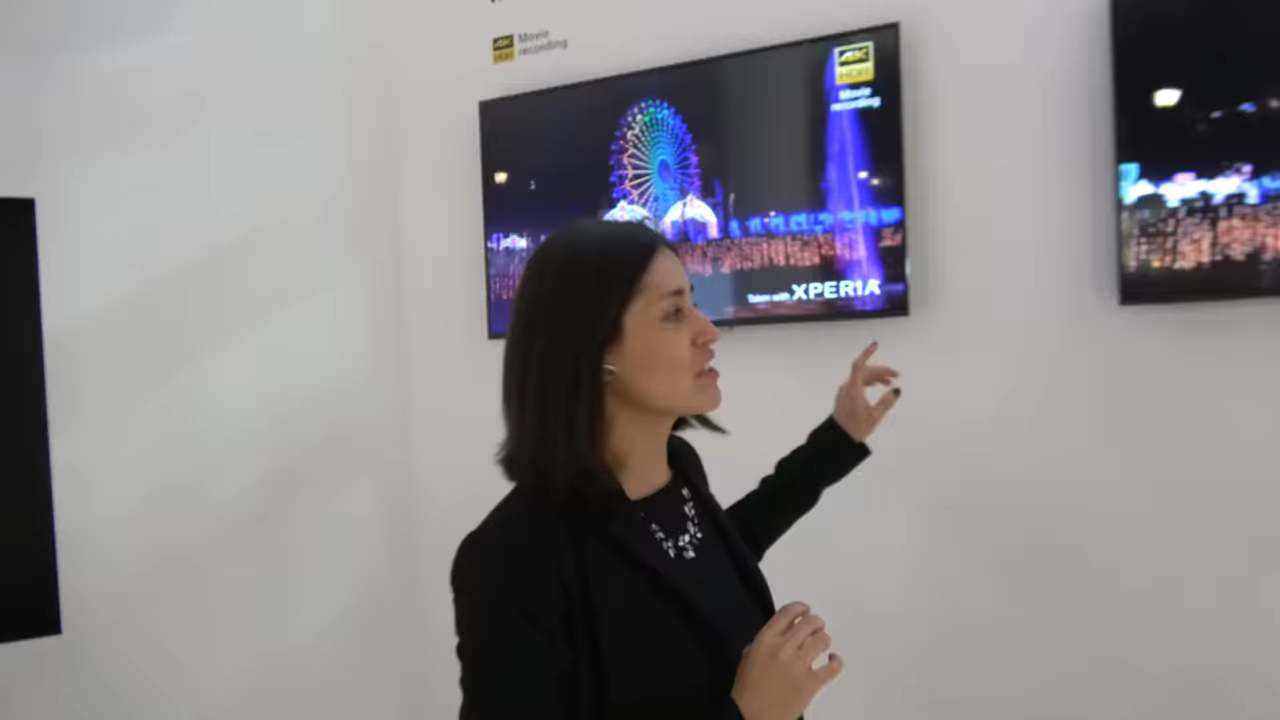 4K
HDR
Movie
recording
4K
HDR
Movie
recording
Taken with XPERIA